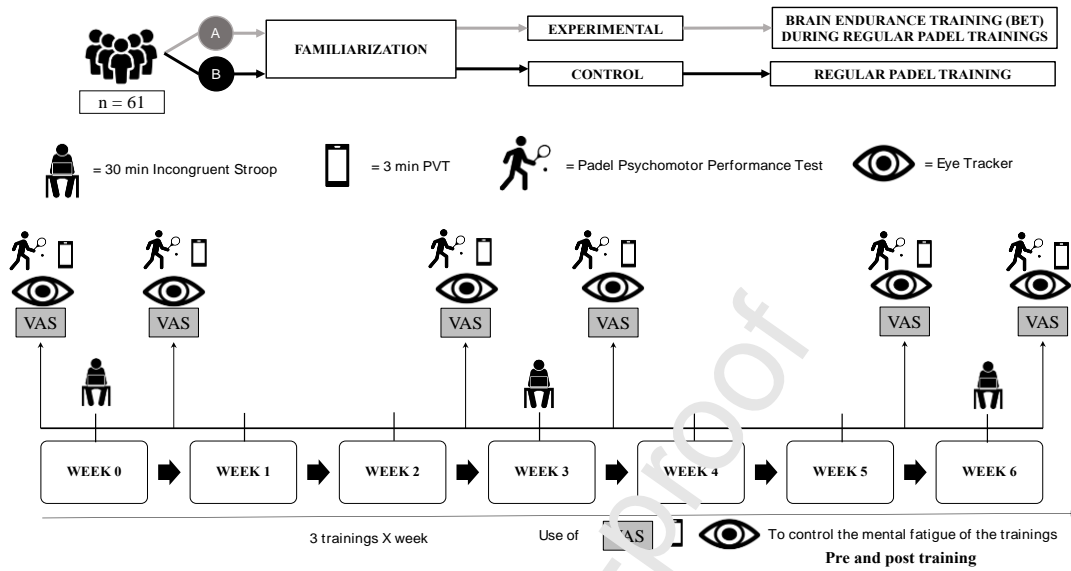 A
B
n = 61
FAMILIARIZATION
EXPERIMENTAL
CONTROL
BRAIN ENDURANCE TRAINING (BET)
DURING REGULAR PADEL TRAININGS
REGULAR PADEL TRAINING
= 30 min Incongruent Stroop
= 3 min PVT
= Padel Psychomotor Performance Test
= Eye Tracker
VAS
VAS
VAS
VAS
VAS
VAS
WEEK 0
WEEK 1
WEEK 2
WEEK 3
WEEK 4
WEEK 5
WEEK 6
3 trainings X week
Use of
VAS
To control the mental fatigue of the trainings
Pre and post training